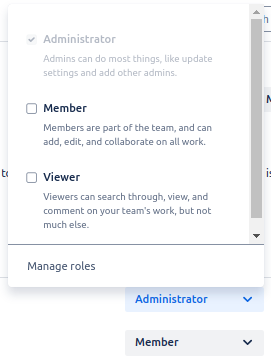 Administrator
Admins can do most things, like update
settings and add other admins.
Member
Members are part of the team, and can
add, edit, and collaborate on all work.
Viewer
Viewers can search through, view, and
comment on your team's work, but not
much else.
Manage roles
Administrator
Member